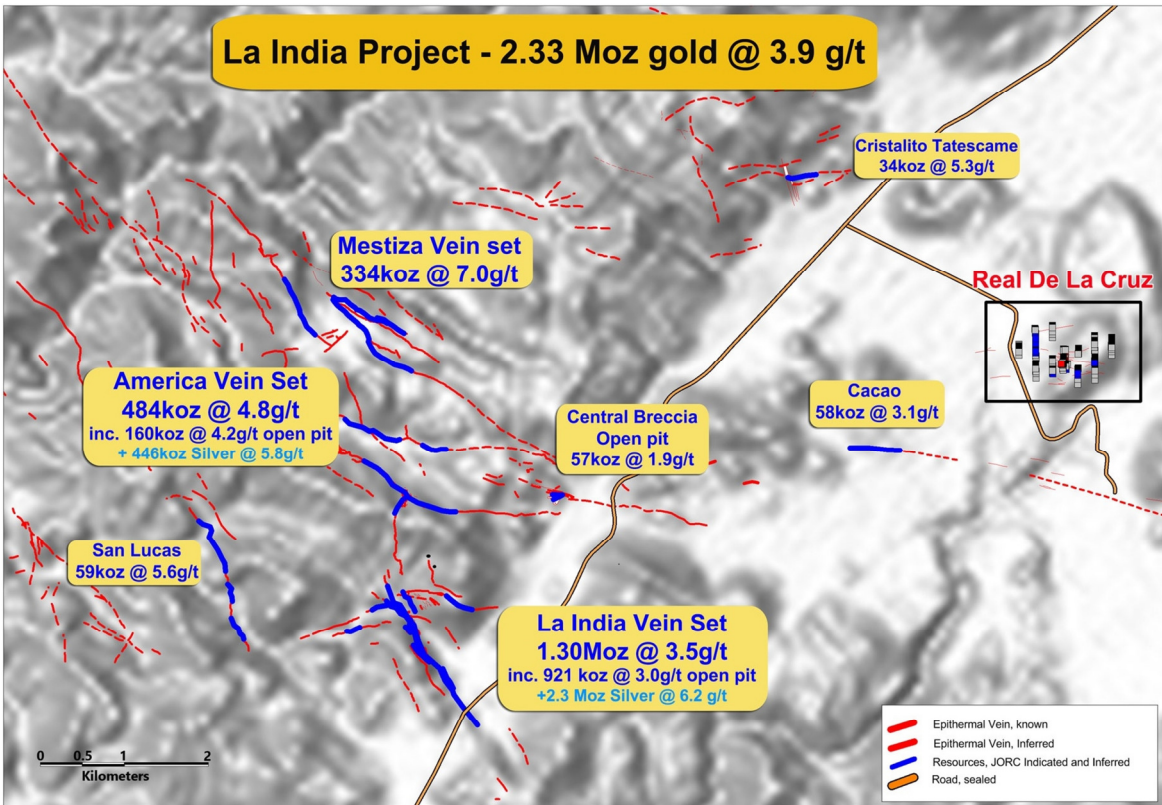 La India Project - 2.33 Moz gold @ 3.9 g/t
Cristalito Tatescame
34koz @ 5.3g/t
Mestiza Vein set
334koz @ 7.0g/t
Real De La Cruz
America Vein Set
484koz @ 4.8g/t
inc. 160koz @ 4.2g/t open pit
+ 446koz Silver @ 5.8g/t
Central Breccia
Open pit
57koz @ 1.9g/t
Cacao
58koz @ 3.1g/t
San Lucas
59koz @ 5.6g/t
La India Vein Set
1.30Moz @ 3.5g/t
inc. 921 koz @ 3.0g/t open pit
+2.3 Moz Silver @ 6.2 g/t
0 0.5 1 2
Kilometers
Epithermal Vein, known
Epithermal Vein, Inferred
Resources, JORC Indicated and Inferred
Road, sealed